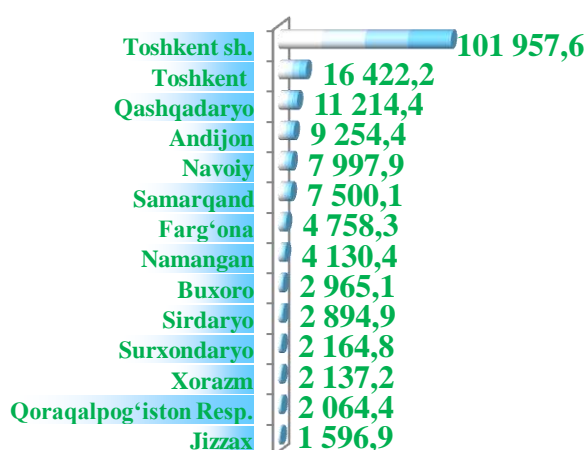 Toshkent sh. 101 957,6
Toshkent 16 422,2
Qashqadaryo 11 214,4
Andijon 9 254,4
Navoiy 7 997,9
Samarqand 7 500,1
Farg‘ona 4 758,3
Namangan 4 130,4
Buxoro 2 965,1
Sirdaryo 2 894,9
Surxondaryo 2 164,8
Xorazm 2 137,2
Qoraqalpog‘iston Resp. 2 064,4
Jizzax 1 596,9